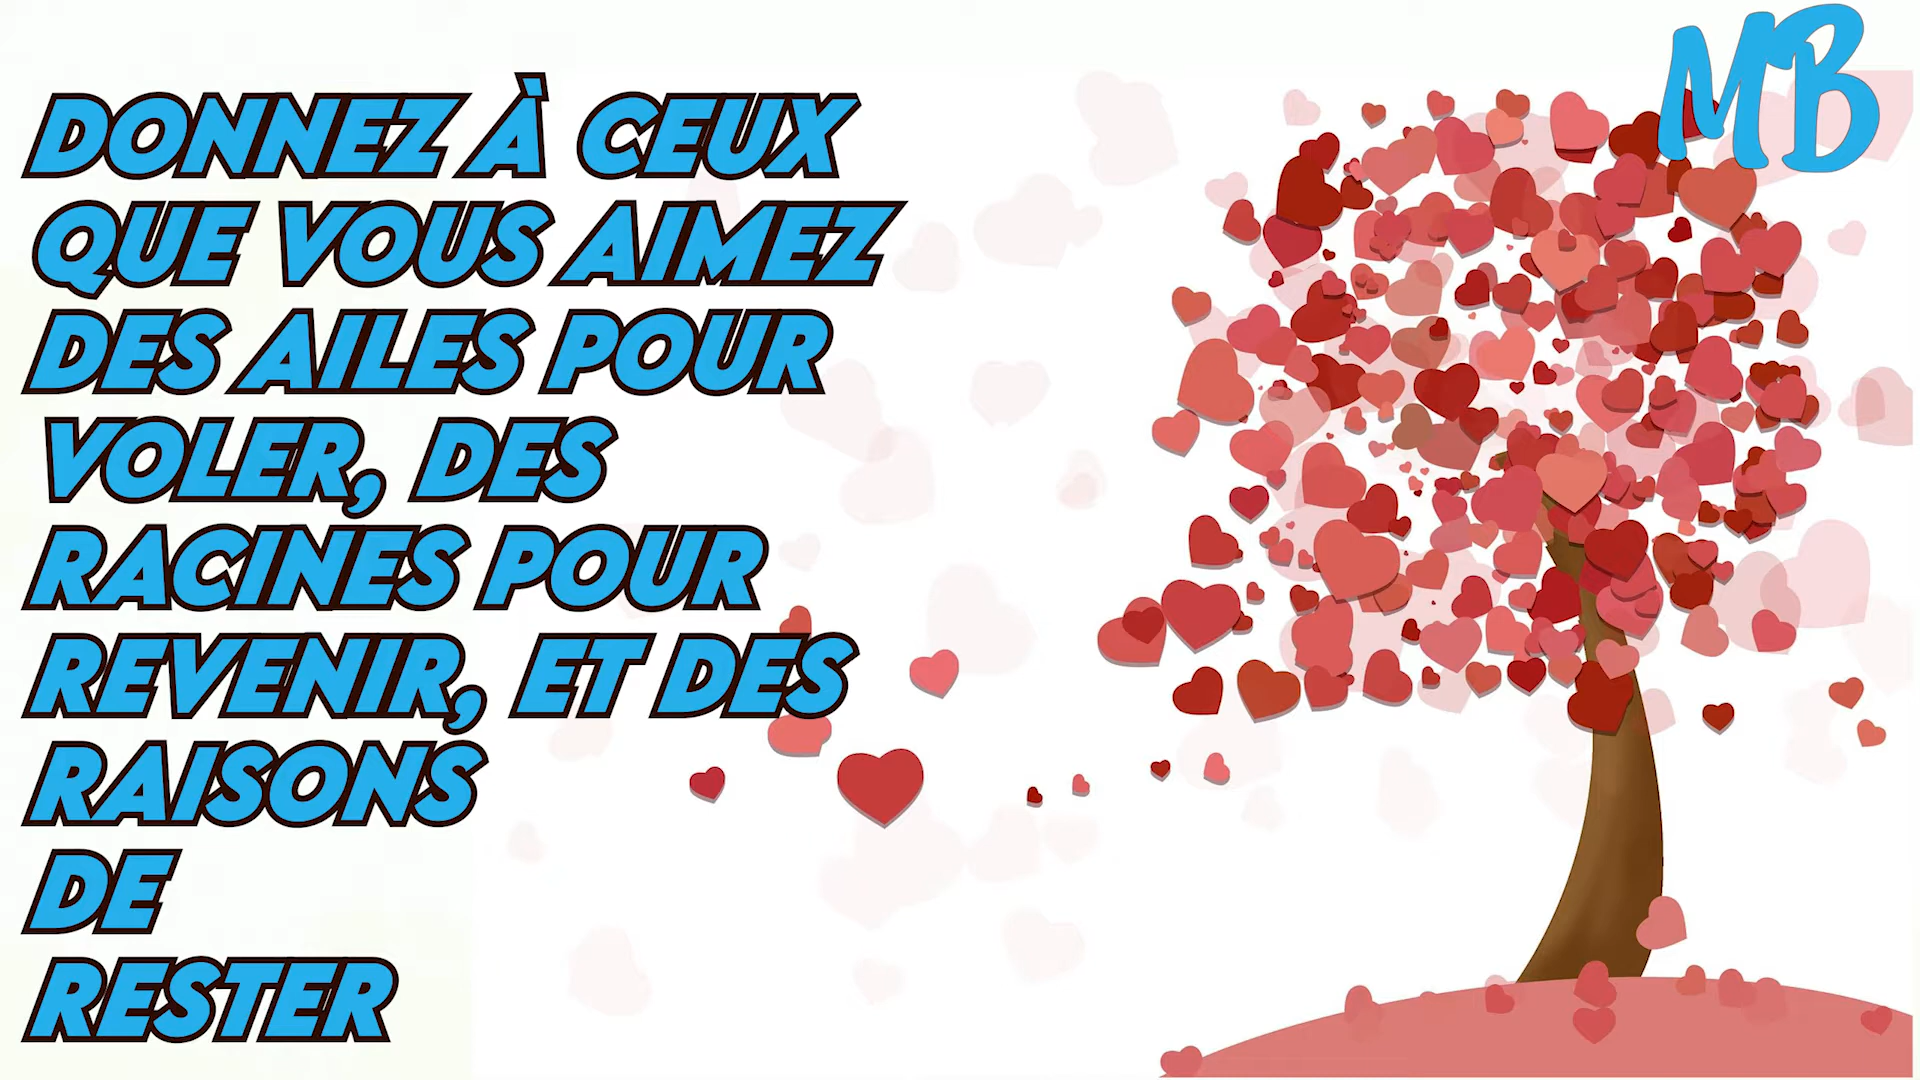 DONNEZ À CEUX
QUE VOUS AIMEZ
DES AILES POUR
VOLER, DES
RACINES POUR
REVENIR, ET DES
RAISONS
DE
RESTER
MB